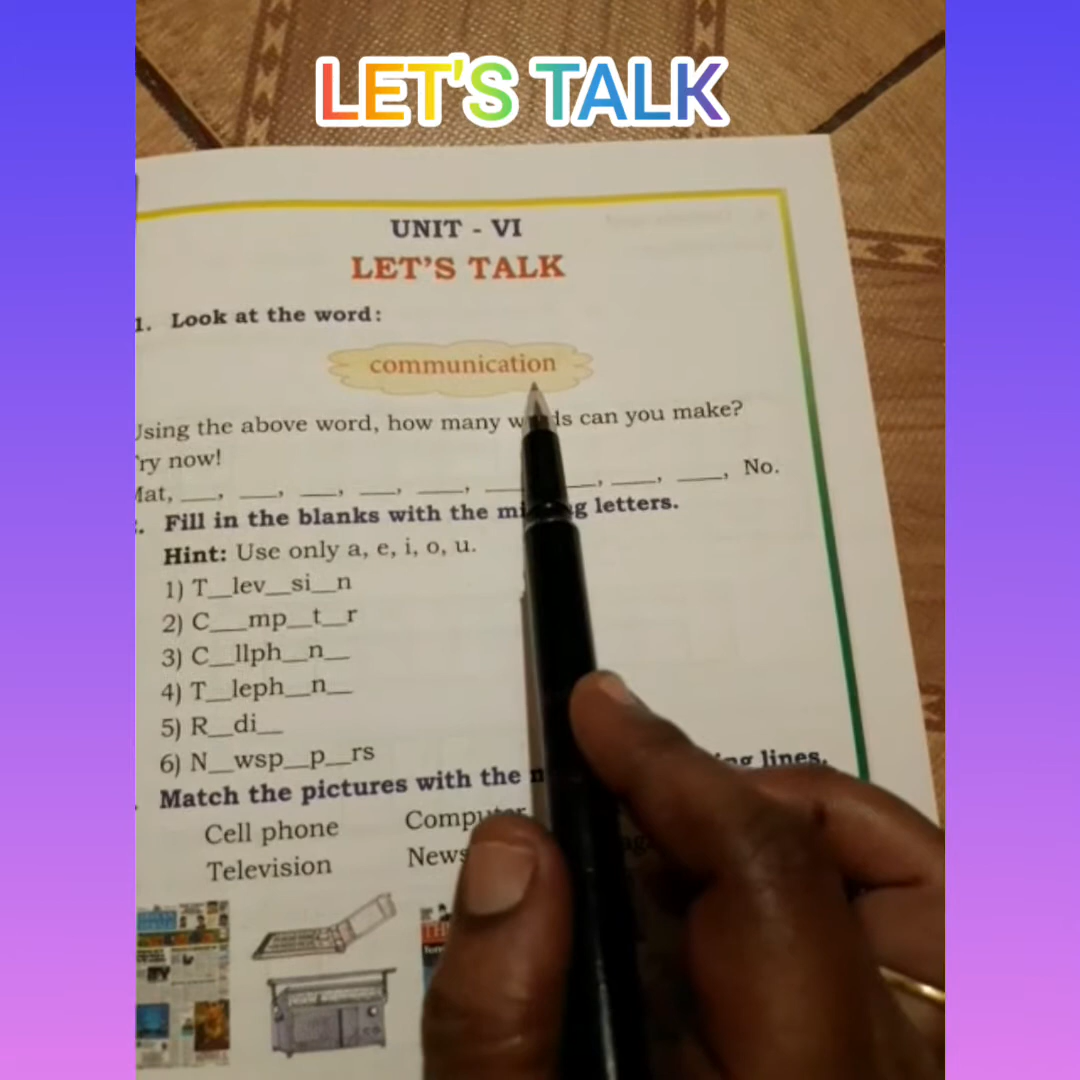 LET'S TALK
UNIT - VI
LET'S TALK
1. Look at the word:
communication
Using the above word, how many words can you make?
Try now!
Mat, ___, ___, ___, ___, ___, ___ ___, ___, ___, No.
Fill in the blanks with the missing letters.
Hint: Use only a, e, i, o, u.
1) T__lev__si__n
2) C___mp__t__r
3) C__llph__n__
4) T__leph__n__
5) R__di__
6) N__wsp__p__rs
Match the pictures with the lines.
Cell phone Computer
Television News